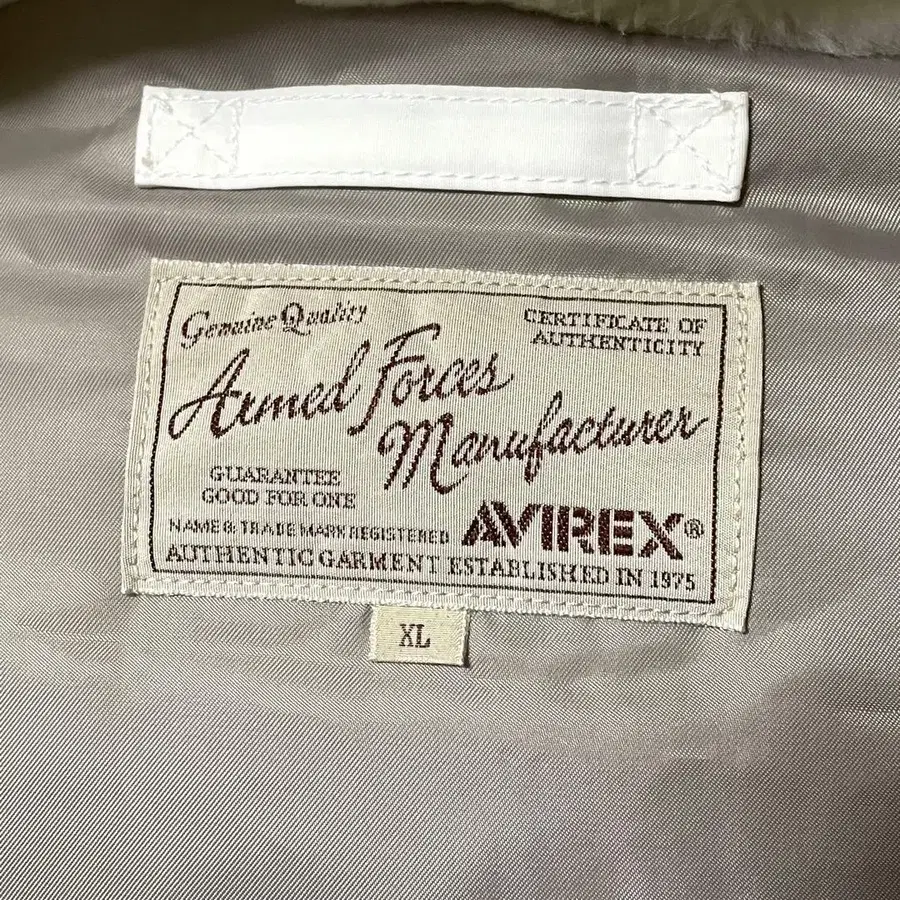 Genuine Quality
CERTIFICATE OF
AUTHENTICITY
Armed Forces
Manufacturer
GUARANTEE
GOOD FOR ONE
NAME & TRADE MARK REGISTERED
AVIREX®
AUTHENTIC GARMENT ESTABLISHED IN 1975
XL